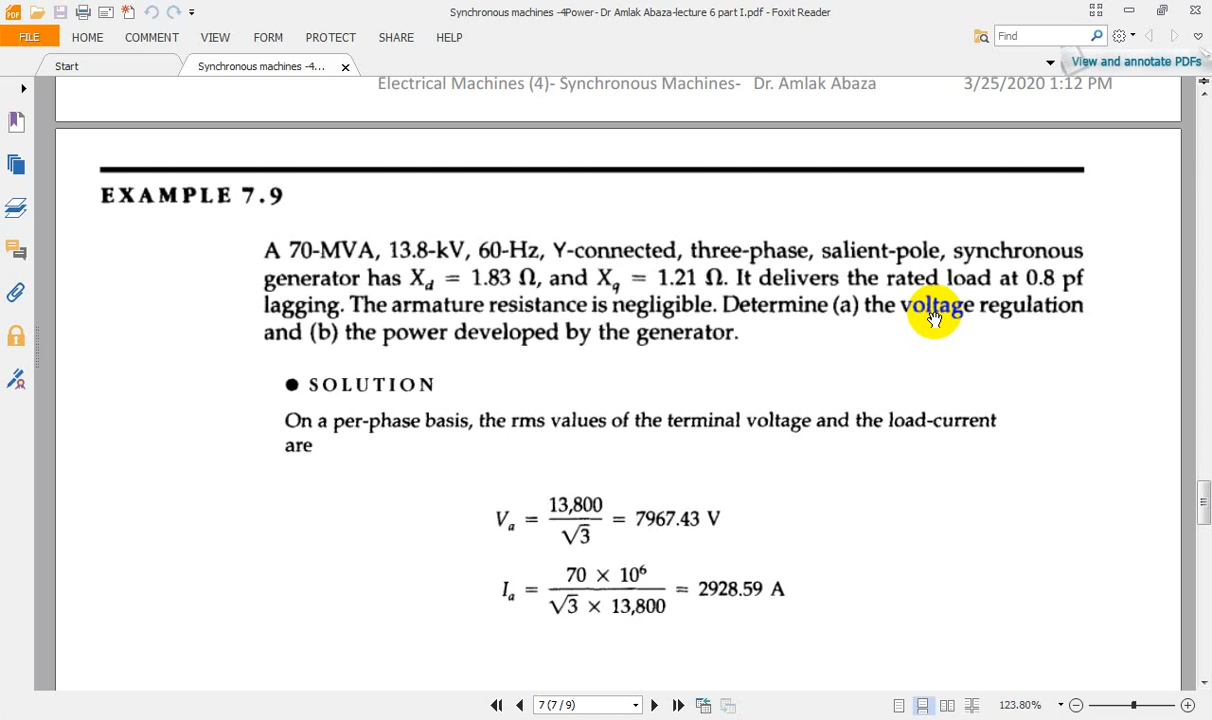 Synchronous machines -4Power- Dr Amlak Abaza-lecture 6 part I.pdf - Foxit Reader
FILE HOME COMMENT VIEW FORM PROTECT SHARE HELP
Find
Start
Synchronous machines -4...
View and annotate PDFs
Electrical Machines (4)- Synchronous Machines- Dr. Amlak Abaza 3/25/2020 1:12 PM
EXAMPLE 7.9
A 70-MVA, 13.8-kV, 60-Hz, Y-connected, three-phase, salient-pole, synchronous
generator has X_d = 1.83 Ω, and X_q = 1.21 Ω. It delivers the rated load at 0.8 pf
lagging. The armature resistance is negligible. Determine (a) the voltage regulation
and (b) the power developed by the generator.
● SOLUTION
On a per-phase basis, the rms values of the terminal voltage and the load-current
are
V_a = 13,800 / √3 = 7967.43 V
I_a = 70 × 10⁶ / √3 × 13,800 = 2928.59 A
7 (7 / 9)
123.80%